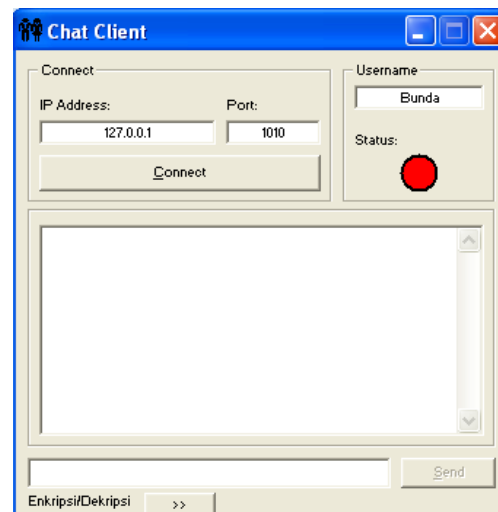 Chat Client
Connect
Username
IP Address:
Port:
127.0.0.1
1010
Bunda
Status:
Connect
Send
Enkripsi/Dekripsi
>>